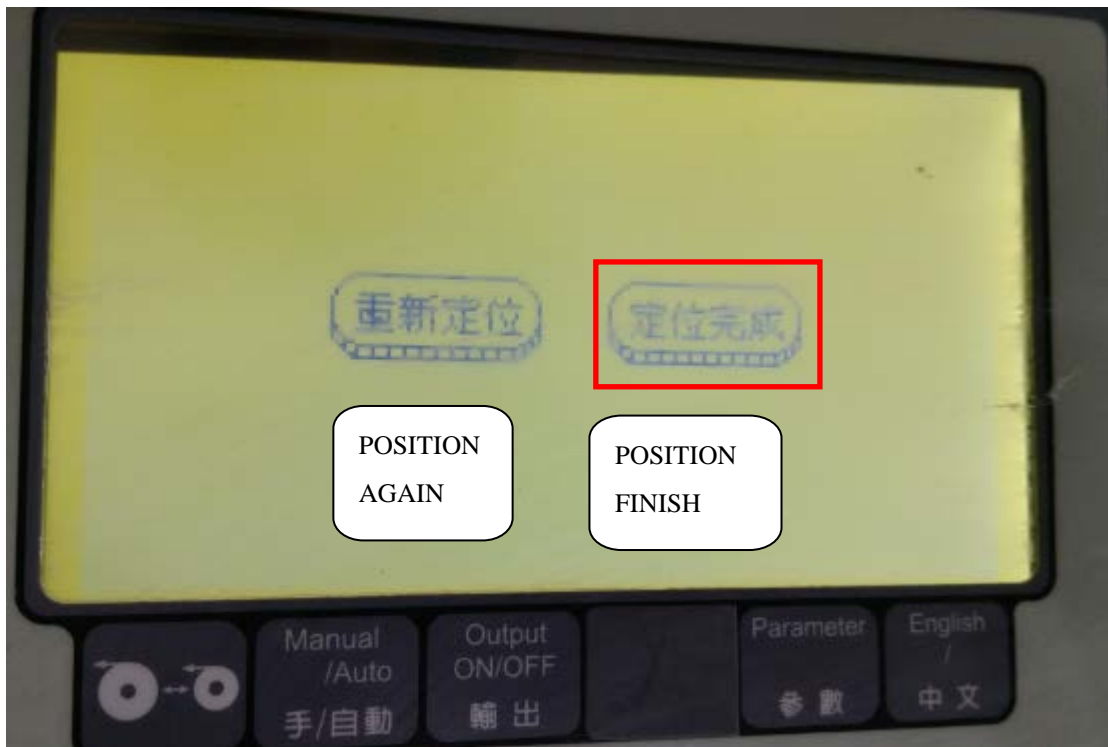 重新定位
定位完成
POSITION
AGAIN
POSITION
FINISH
Manual
/Auto
手/自動
Output
ON/OFF
輸出
Parameter
參數
English
/
中文